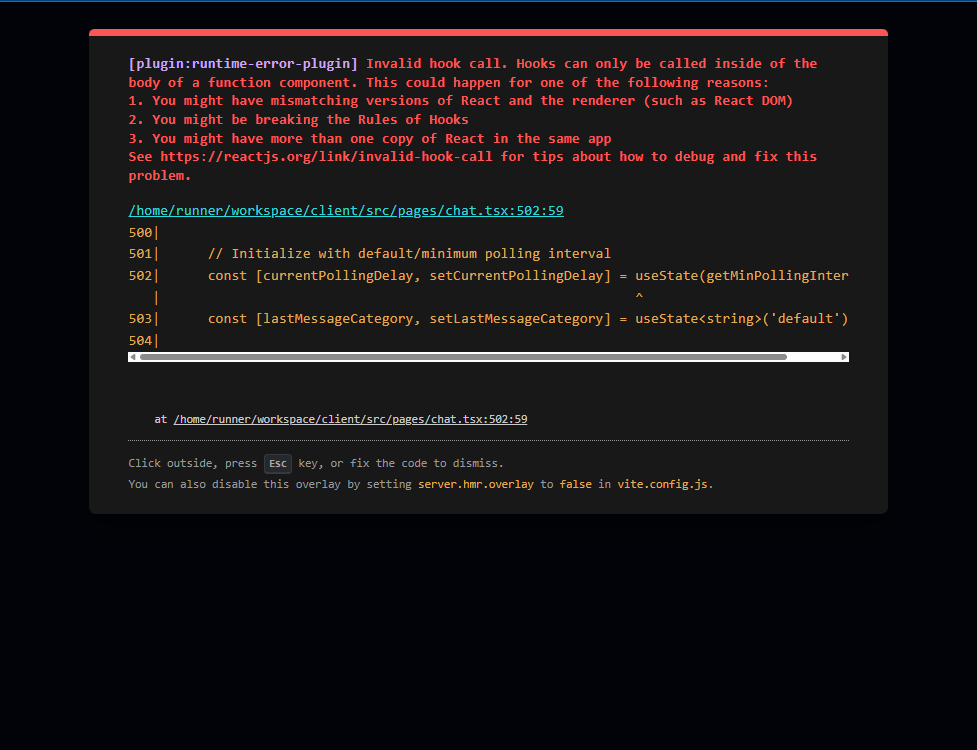 [plugin:runtime-error-plugin] Invalid hook call. Hooks can only be called inside of the
body of a function component. This could happen for one of the following reasons:
1. You might have mismatching versions of React and the renderer (such as React DOM)
2. You might be breaking the Rules of Hooks
3. You might have more than one copy of React in the same app
See https://reactjs.org/link/invalid-hook-call for tips about how to debug and fix this
problem.
/home/runner/workspace/client/src/pages/chat.tsx:502:59
500|
501|      // Initialize with default/minimum polling interval
502|      const [currentPollingDelay, setCurrentPollingDelay] = useState(getMinPollingInter
   |                                                            ^
503|      const [lastMessageCategory, setLastMessageCategory] = useState<string>('default')
504|
at /home/runner/workspace/client/src/pages/chat.tsx:502:59
Click outside, press Esc key, or fix the code to dismiss.
You can also disable this overlay by setting server.hmr.overlay to false in vite.config.js.